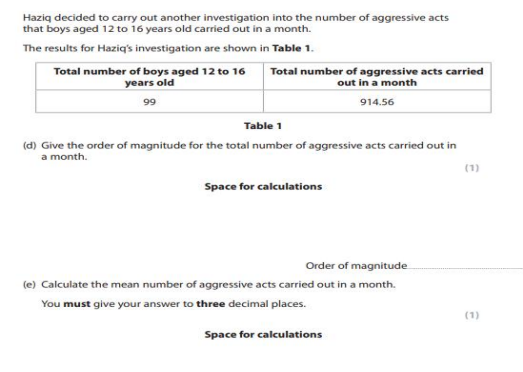 Haziq decided to carry out another investigation into the number of aggressive acts
that boys aged 12 to 16 years old carried out in a month.
The results for Haziq's investigation are shown in Table 1.
Total number of boys aged 12 to 16 years old
Total number of aggressive acts carried out in a month
99
914.56
Table 1
(d) Give the order of magnitude for the total number of aggressive acts carried out in
a month.
(1)
Space for calculations
Order of magnitude
(e) Calculate the mean number of aggressive acts carried out in a month.
You must give your answer to three decimal places.
(1)
Space for calculations